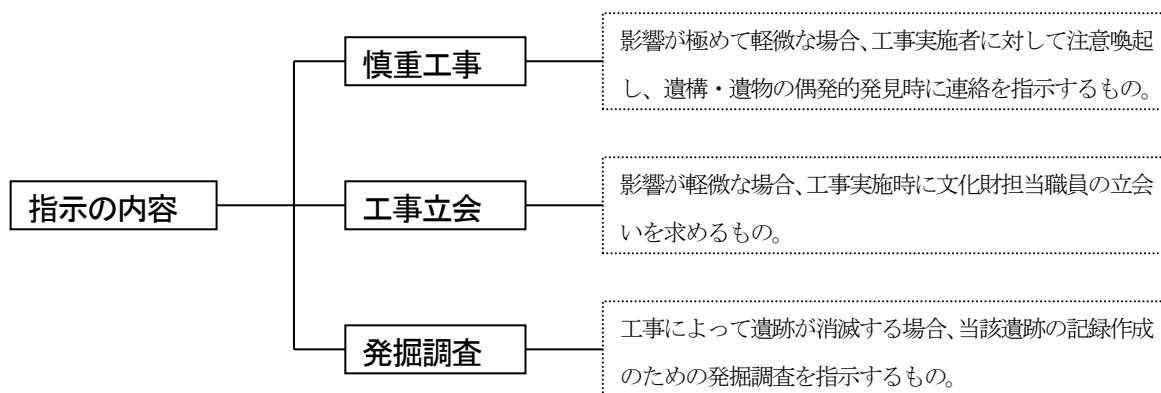 指示の内容
慎重工事
影響が極めて軽微な場合、工事実施者に対して注意喚起
し、遺構・遺物の偶発的発見時に連絡を指示するもの。
工事立会
影響が軽微な場合、工事実施時に文化財担当職員の立会
いを求めるもの。
発掘調査
工事によって遺跡が消滅する場合、当該遺跡の記録作成
のための発掘調査を指示するもの。